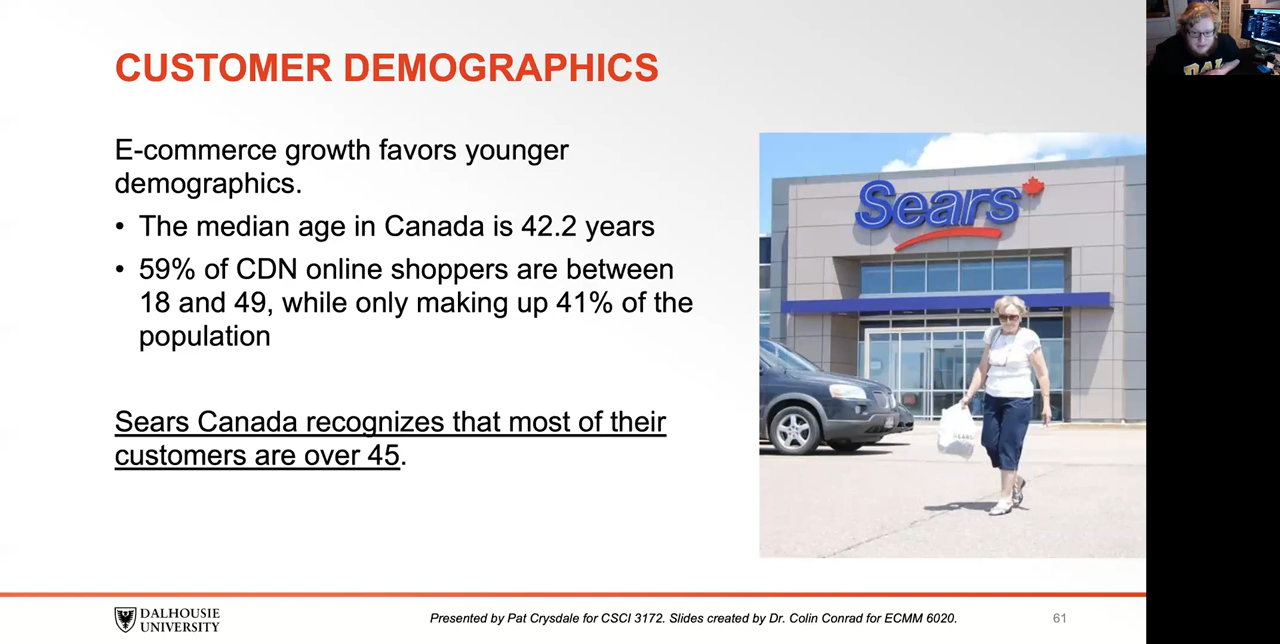 CUSTOMER DEMOGRAPHICS
E-commerce growth favors younger
demographics.
• The median age in Canada is 42.2 years
• 59% of CDN online shoppers are between
18 and 49, while only making up 41% of the
population
Sears Canada recognizes that most of their
customers are over 45.
Sears
SEARS
DAL
DALHOUSIE
UNIVERSITY
Presented by Pat Crysdale for CSCI 3172. Slides created by Dr. Colin Conrad for ECMM 6020.
61